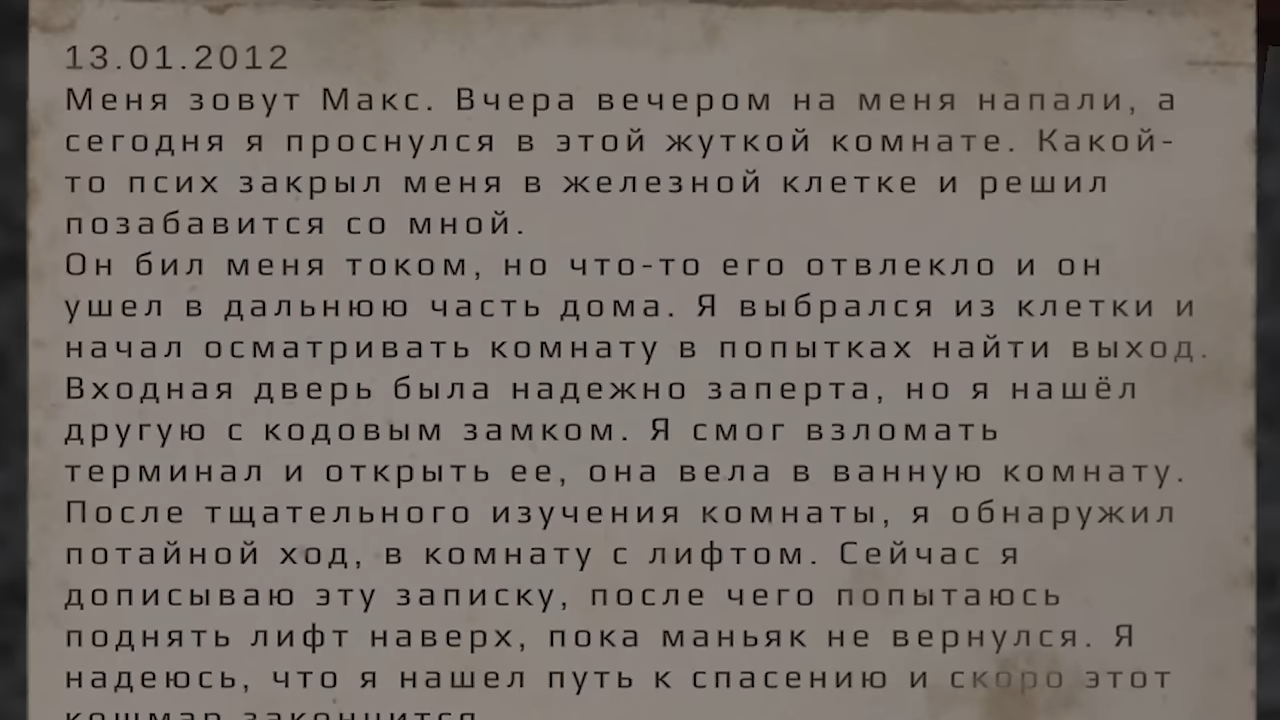 13.01.2012
Меня зовут Макс. Вчера вечером на меня напали, а
сегодня я проснулся в этой жуткой комнате. Какой-
то псих закрыл меня в железной клетке и решил
позабавится со мной.
Он бил меня током, но что-то его отвлекло и он
ушел в дальнюю часть дома. Я выбрался из клетки и
начал осматривать комнату в попытках найти выход.
Входная дверь была надежно заперта, но я нашёл
другую с кодовым замком. Я смог взломать
терминал и открыть ее, она вела в ванную комнату.
После тщательного изучения комнаты, я обнаружил
потайной ход, в комнату с лифтом. Сейчас я
дописываю эту записку, после чего попытаюсь
поднять лифт наверх, пока маньяк не вернулся. Я
надеюсь, что я нашел путь к спасению и скоро этот
кошмар закончится